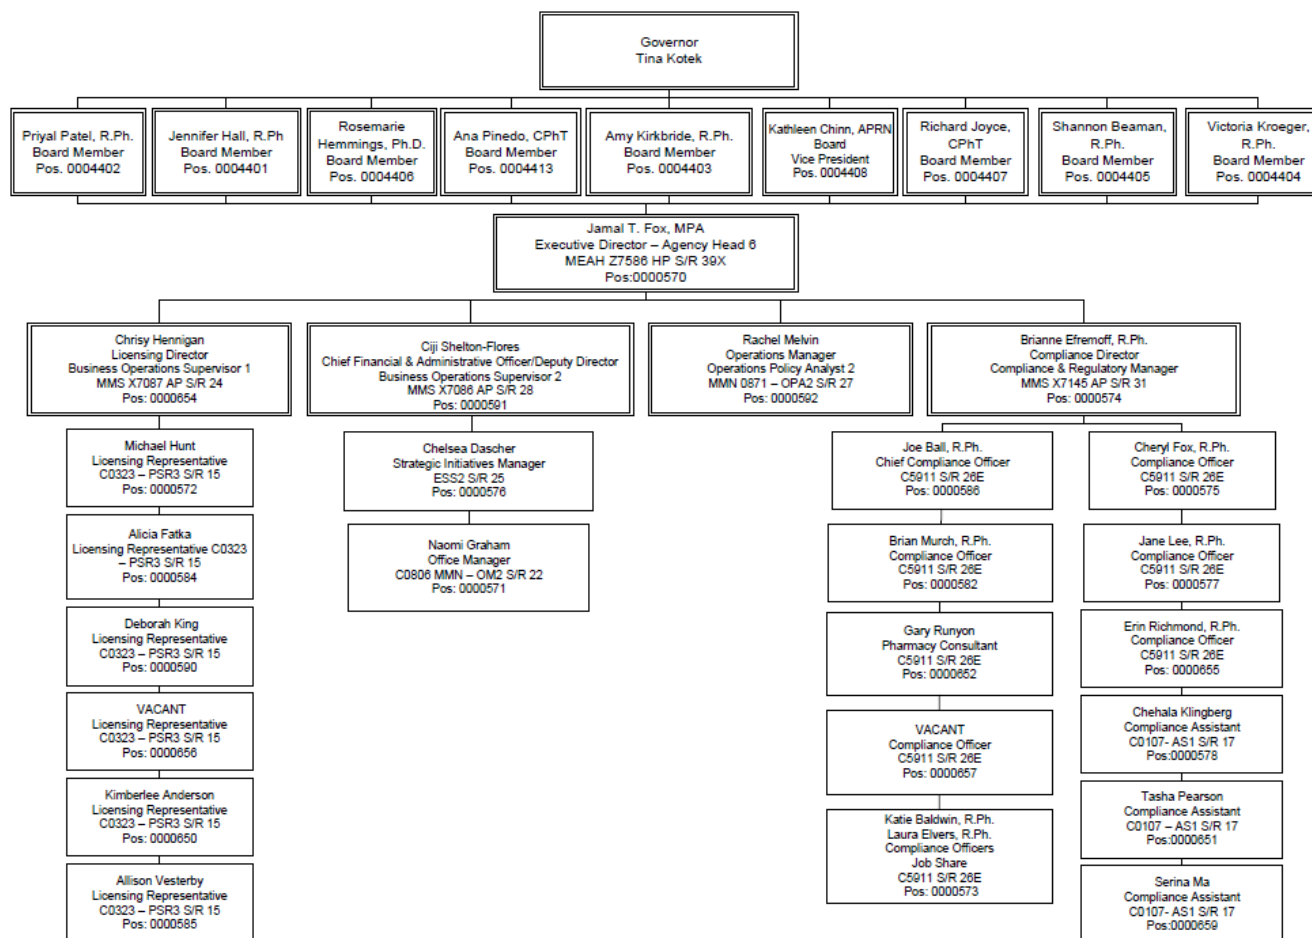 Governor
Tina Kotek
Priyal Patel, R.Ph.
Board Member
Pos. 0004402
Jennifer Hall, R.Ph
Board Member
Pos. 0004401
Rosemarie
Hemmings, Ph.D.
Board Member
Pos. 0004406
Ana Pinedo, CPhT
Board Member
Pos. 0004413
Amy Kirkbride, R.Ph.
Board Member
Pos. 0004403
Kathleen Chinn, APRN
Board
Vice President
Pos. 0004408
Richard Joyce,
CPhT
Board Member
Pos. 0004407
Shannon Beaman,
R.Ph.
Board Member
Pos. 0004405
Victoria Kroeger,
R.Ph.
Board Member
Pos. 0004404
Jamal T. Fox, MPA
Executive Director – Agency Head 6
MEAH Z7586 HP S/R 39X
Pos:0000570
Chrisy Hennigan
Licensing Director
Business Operations Supervisor 1
MMS X7087 AP S/R 24
Pos: 0000654
Ciji Shelton-Flores
Chief Financial & Administrative Officer/Deputy Director
Business Operations Supervisor 2
MMS X7086 AP S/R 28
Pos: 0000591
Rachel Melvin
Operations Manager
Operations Policy Analyst 2
MMN 0871 – OPA2 S/R 27
Pos: 0000592
Brianne Efremoff, R.Ph.
Compliance Director
Compliance & Regulatory Manager
MMS X7145 AP S/R 31
Pos: 0000574
Michael Hunt
Licensing Representative
C0323 – PSR3 S/R 15
Pos: 0000572
Alicia Fatka
Licensing Representative C0323
– PSR3 S/R 15
Pos: 0000584
Deborah King
Licensing Representative
C0323 – PSR3 S/R 15
Pos: 0000590
VACANT
Licensing Representative
C0323 – PSR3 S/R 15
Pos: 0000656
Kimberlee Anderson
Licensing Representative
C0323 – PSR3 S/R 15
Pos: 0000650
Allison Vesterby
Licensing Representative
C0323 – PSR3 S/R 15
Pos: 0000585
Chelsea Dascher
Strategic Initiatives Manager
ESS2 S/R 25
Pos: 0000576
Naomi Graham
Office Manager
C0806 MMN – OM2 S/R 22
Pos: 0000571
Joe Ball, R.Ph.
Chief Compliance Officer
C5911 S/R 26E
Pos: 0000586
Brian Murch, R.Ph.
Compliance Officer
C5911 S/R 26E
Pos: 0000582
Gary Runyon
Pharmacy Consultant
C5911 S/R 26E
Pos: 0000652
VACANT
Compliance Officer
C5911 S/R 26E
Pos: 0000657
Katie Baldwin, R.Ph.
Laura Elvers, R.Ph.
Compliance Officers
Job Share
C5911 S/R 26E
Pos: 0000573
Cheryl Fox, R.Ph.
Compliance Officer
C5911 S/R 26E
Pos: 0000575
Jane Lee, R.Ph.
Compliance Officer
C5911 S/R 26E
Pos: 0000577
Erin Richmond, R.Ph.
Compliance Officer
C5911 S/R 26E
Pos: 0000655
Chehala Klingberg
Compliance Assistant
C0107- AS1 S/R 17
Pos:0000578
Tasha Pearson
Compliance Assistant
C0107 – AS1 S/R 17
Pos:0000651
Serina Ma
Compliance Assistant
C0107- AS1 S/R 17
Pos:0000659